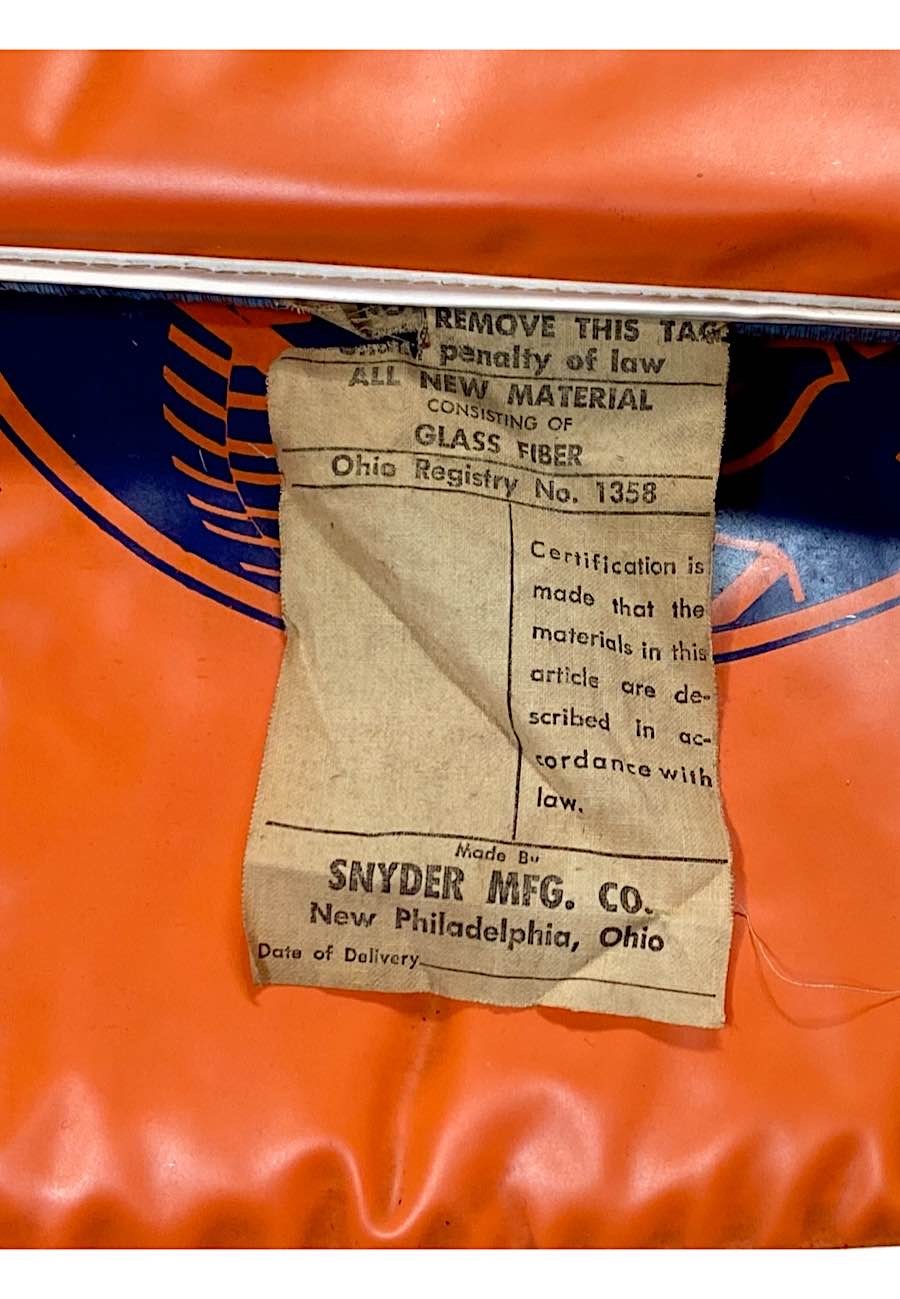 REMOVE THIS TAG
penalty of law
ALL NEW MATERIAL
CONSISTING OF
GLASS FIBER
Ohio Registry No. 1358
Certification is
made that the
materials in this
article are de-
scribed in ac-
cordance with
law.
Made By
SNYDER MFG. CO.
New Philadelphia, Ohio
Date of Delivery